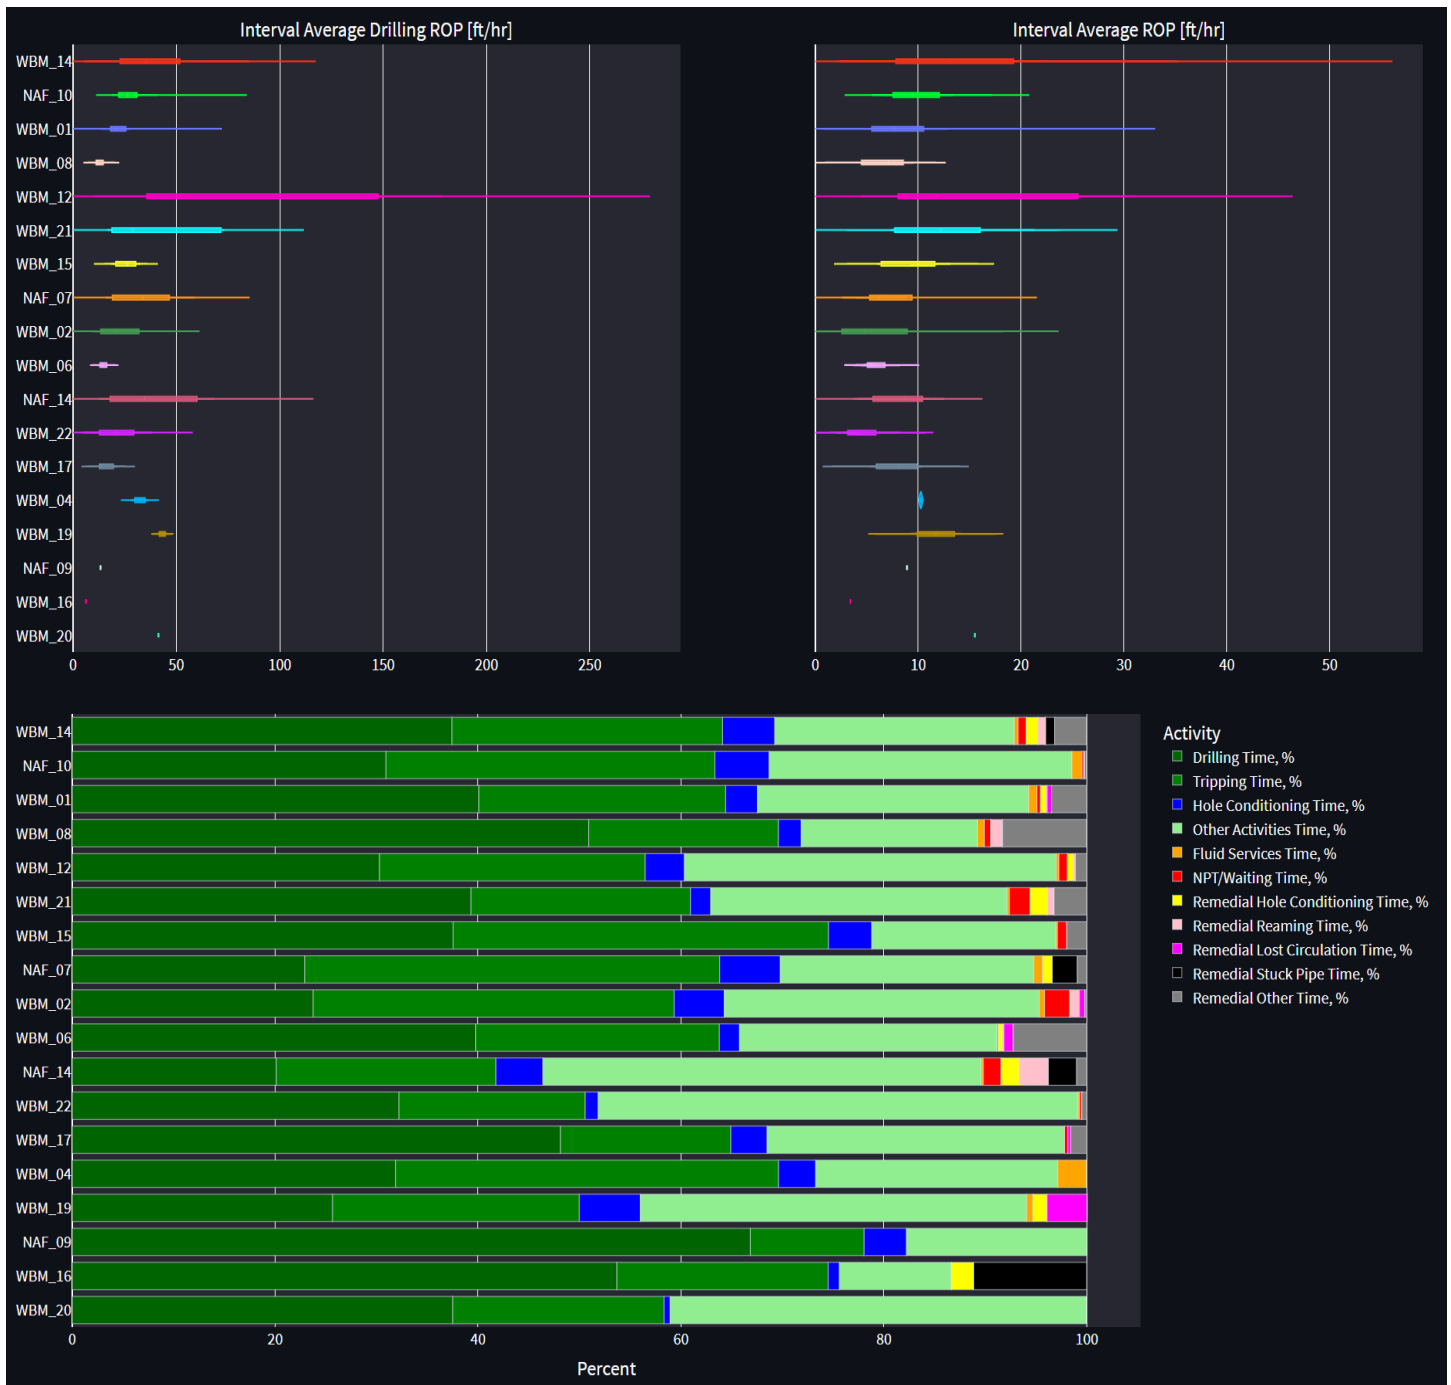 Interval Average Drilling ROP [ft/hr]
Interval Average ROP [ft/hr]
WBM_14
NAF_10
WBM_01
WBM_08
WBM_12
WBM_21
WBM_15
NAF_07
WBM_02
WBM_06
NAF_14
WBM_22
WBM_17
WBM_04
WBM_19
NAF_09
WBM_16
WBM_20
0 50 100 150 200 250
0 10 20 30 40 50
WBM_14
NAF_10
WBM_01
WBM_08
WBM_12
WBM_21
WBM_15
NAF_07
WBM_02
WBM_06
NAF_14
WBM_22
WBM_17
WBM_04
WBM_19
NAF_09
WBM_16
WBM_20
0 20 40 60 80 100
Percent
Activity
Drilling Time, %
Tripping Time, %
Hole Conditioning Time, %
Other Activities Time, %
Fluid Services Time, %
NPT/Waiting Time, %
Remedial Hole Conditioning Time, %
Remedial Reaming Time, %
Remedial Lost Circulation Time, %
Remedial Stuck Pipe Time, %
Remedial Other Time, %